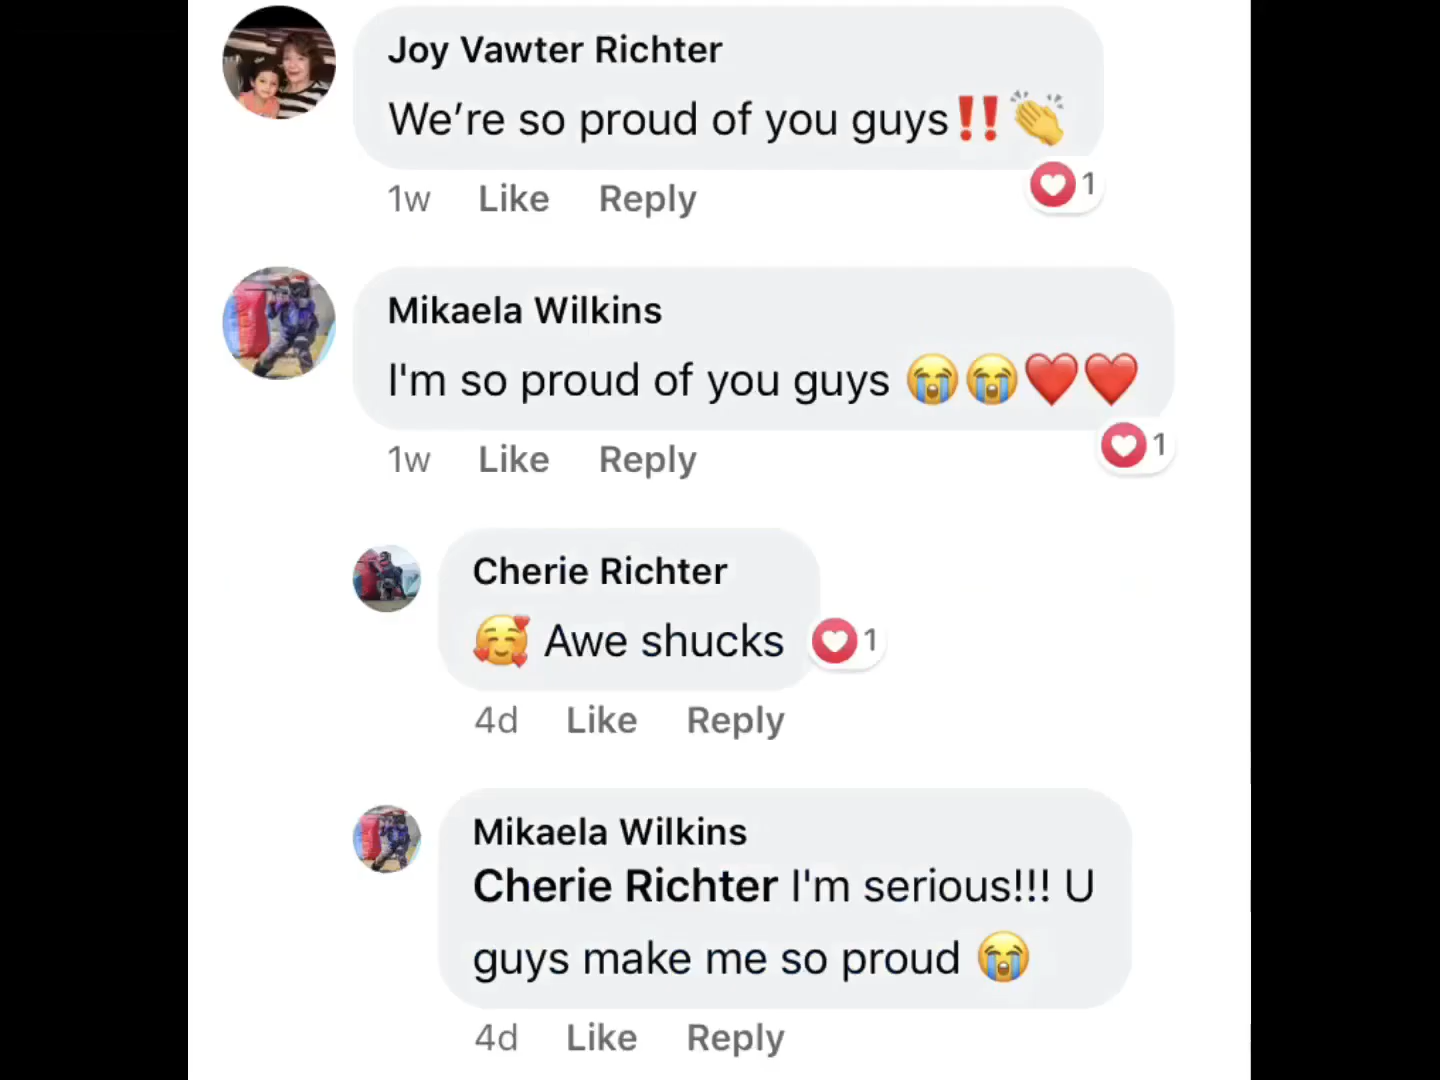 Joy Vawter Richter
We’re so proud of you guys‼️👏
1w Like Reply
1
Mikaela Wilkins
I'm so proud of you guys 😭😭❤️❤️
1w Like Reply
1
Cherie Richter
🥰 Awe shucks
1
4d Like Reply
Mikaela Wilkins
Cherie Richter I'm serious!!! U
guys make me so proud 😭
4d Like Reply